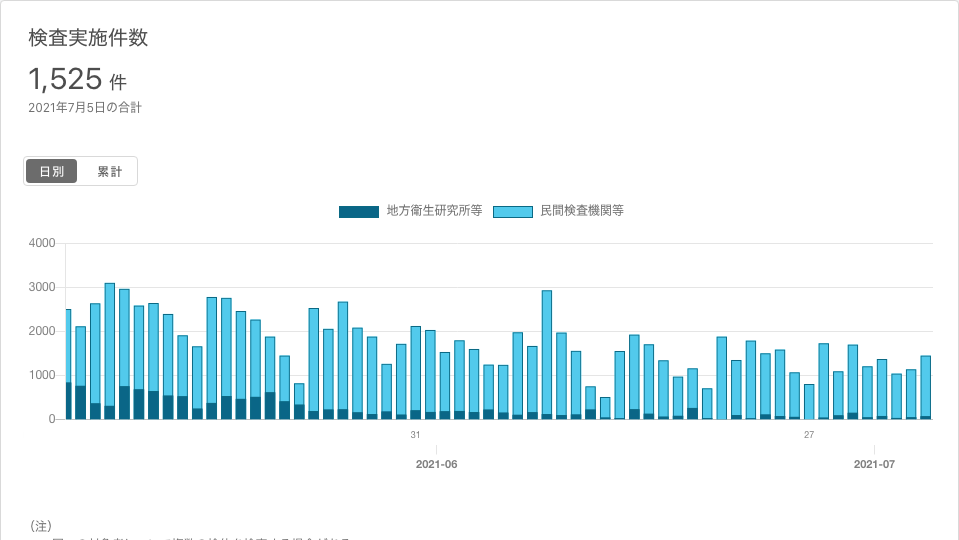 検査実施件数
1,525 件
2021年7月5日の合計
日別 累計
地方衛生研究所等 民間検査機関等
4000
3000
2000
1000
0
31 27
2021-06 2021-07
（注）